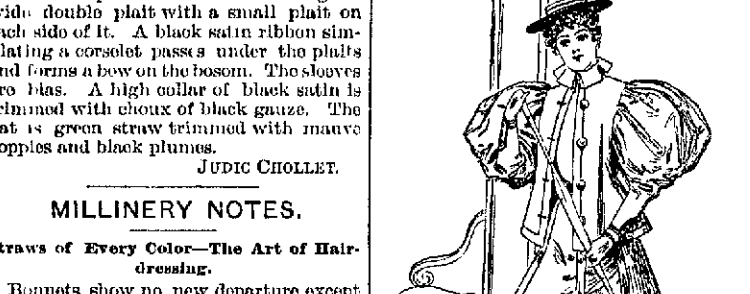 double plait with a small plait on
side of it. A black satin ribbon sim-
ulating a corselet passes under the plaits
and forms a bow on the bosom. The sleeves
are bias. A high collar of black satin is
trimmed with choux of black gauze. The
hat is green straw trimmed with mauve
poppies and black plumes.
JUDIC CHOLLET.
MILLINERY NOTES.
Straws of Every Color—The Art of Hair-
dressing.
Bonnets show no new departure except